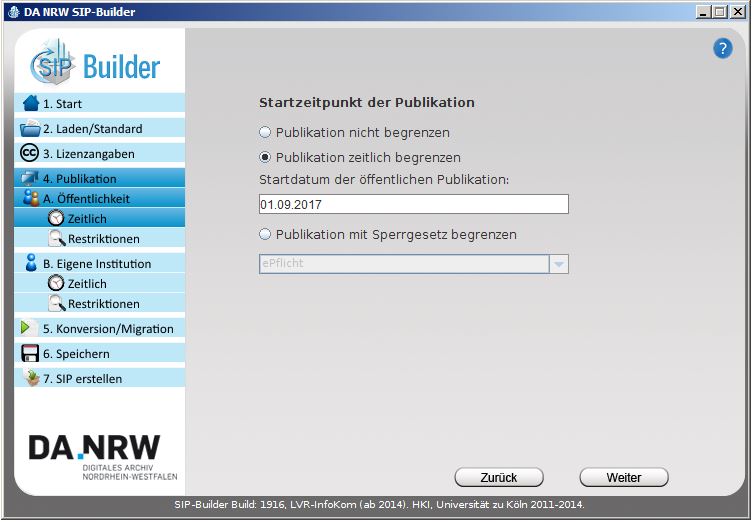 DA NRW SIP-Builder
SIP Builder
1. Start
2. Laden/Standard
3. Lizenzangaben
4. Publikation
A. Öffentlichkeit
Zeitlich
Restriktionen
B. Eigene Institution
Zeitlich
Restriktionen
5. Konversion/Migration
6. Speichern
7. SIP erstellen
DA.NRW
DIGITALES ARCHIV
NORDRHEIN-WESTFALEN
?
Startzeitpunkt der Publikation
Publikation nicht begrenzen
Publikation zeitlich begrenzen
Startdatum der öffentlichen Publikation:
01.09.2017
Publikation mit Sperrgesetz begrenzen
ePflicht
Zurück
Weiter
SIP-Builder Build: 1916, LVR-InfoKom (ab 2014). HKI, Universität zu Köln 2011-2014.